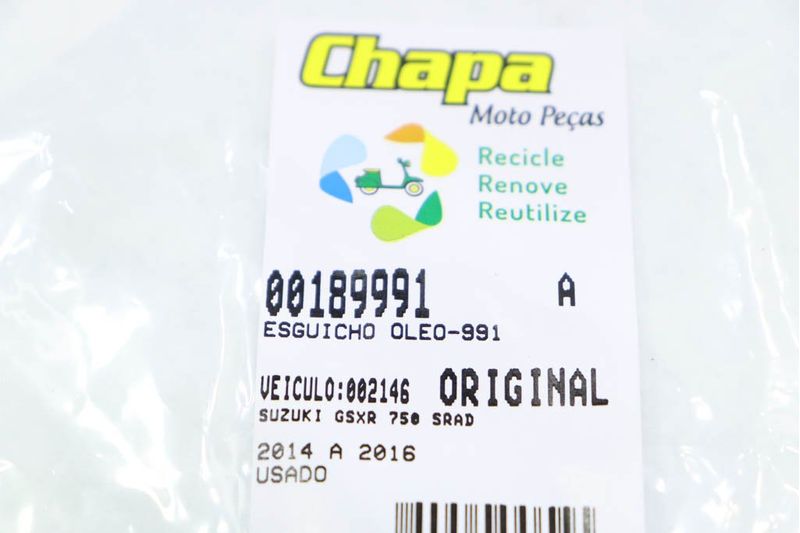 Chapa
Moto Peças
Recicle
Renove
Reutilize
00189991 A
ESGUICHO OLEO-991
VEICULO:002146 ORIGINAL
SUZUKI GSXR 750 SRAD
2014 A 2016
USADO